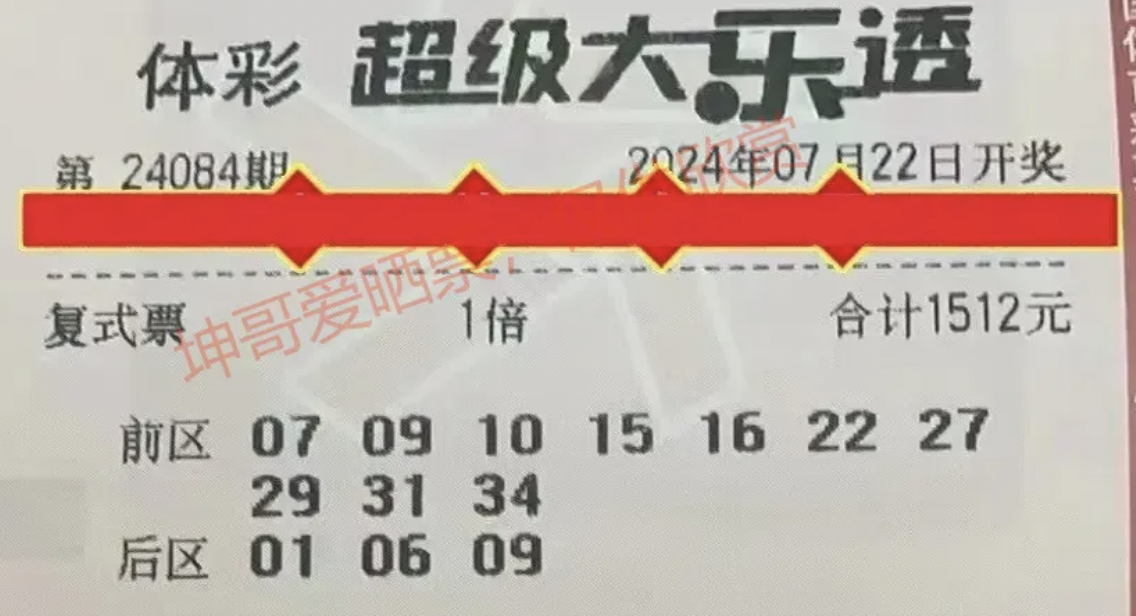 体彩 超级大乐透
第 24084期 2024年07月22日开奖
复式票 1倍 合计1512元
坤哥爱晒票 欣赏
前区 07 09 10 15 16 22 27
29 31 34
后区 01 06 09